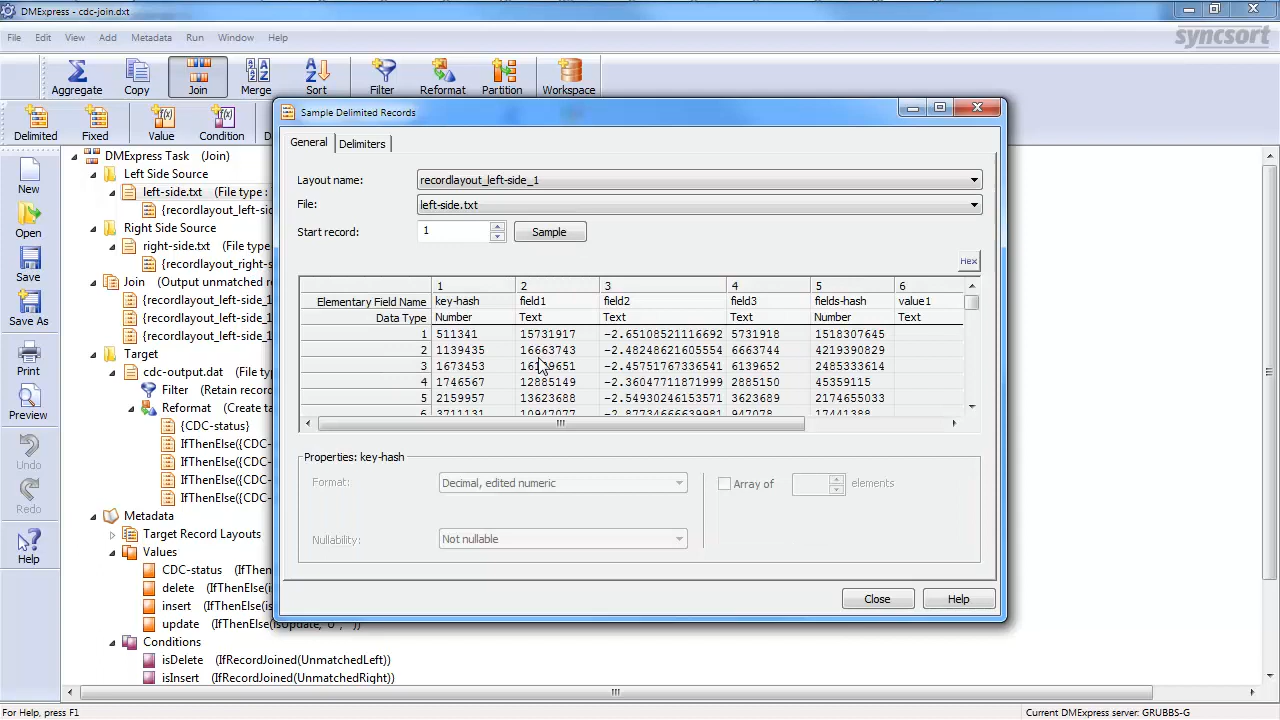 DMExpress - cdc-join.dxt
File Edit View Add Metadata Run Window Help
syncsort
Aggregate Copy Join Merge Sort Filter Reformat Partition Workspace
Delimited Fixed Value Condition
New
Open
Save
Save As
Print
Preview
Undo
Redo
Help
DMExpress Task (Join)
Left Side Source
left-side.txt (File type :
{recordlayout_left-si
Right Side Source
right-side.txt (File type
{recordlayout_right-s
Join (Output unmatched r
{recordlayout_left-side_1
{recordlayout_left-side_1
{recordlayout_left-side_1
Target
cdc-output.dat (File type
Filter (Retain record
Reformat (Create ta
{CDC-status}
IfThenElse({CDC-
IfThenElse({CDC-
IfThenElse({CDC-
IfThenElse({CDC-
Metadata
Target Record Layouts
Values
CDC-status (IfThen
delete (IfThenElse(is
insert (IfThenElse(is
update (IfThenElse(isUpdate, 'U', ''))
Conditions
isDelete (IfRecordJoined(UnmatchedLeft)
isInsert (IfRecordJoined(UnmatchedRight)
Sample Delimited Records
General Delimiters
Layout name: recordlayout_left-side_1
File: left-side.txt
Start record: 1 Sample
Hex
1 2 3 4 5 6
Elementary Field Name key-hash field1 field2 field3 fields-hash value1
Data Type Number Text Text Text Number Text
1 511341 15731917 -2.65108521116692 5731918 1518307645
2 1139435 16663743 -2.48248621605554 6663744 4219390829
3 1673453 -2.45751767336541 6139652 2485333614
4 1746567 12885149 -2.36047711871999 2885150 45359115
5 2159957 13623688 -2.54930246153571 3623689 2174853033
6 3711131 10947077 -2.87734666639981 947078
Properties: key-hash
Format: Decimal, edited numeric Array of elements
Nullability: Not nullable
Close Help
For Help, press F1 Current DMExpress server: GRUBBS-G